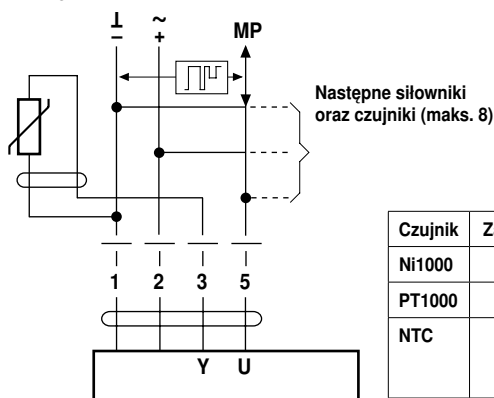 ⊥ ~
– + MP
Następne siłowniki
oraz czujniki (maks. 8)
1 2 3 5
Y U
Czujnik Z
Ni1000
PT1000
NTC